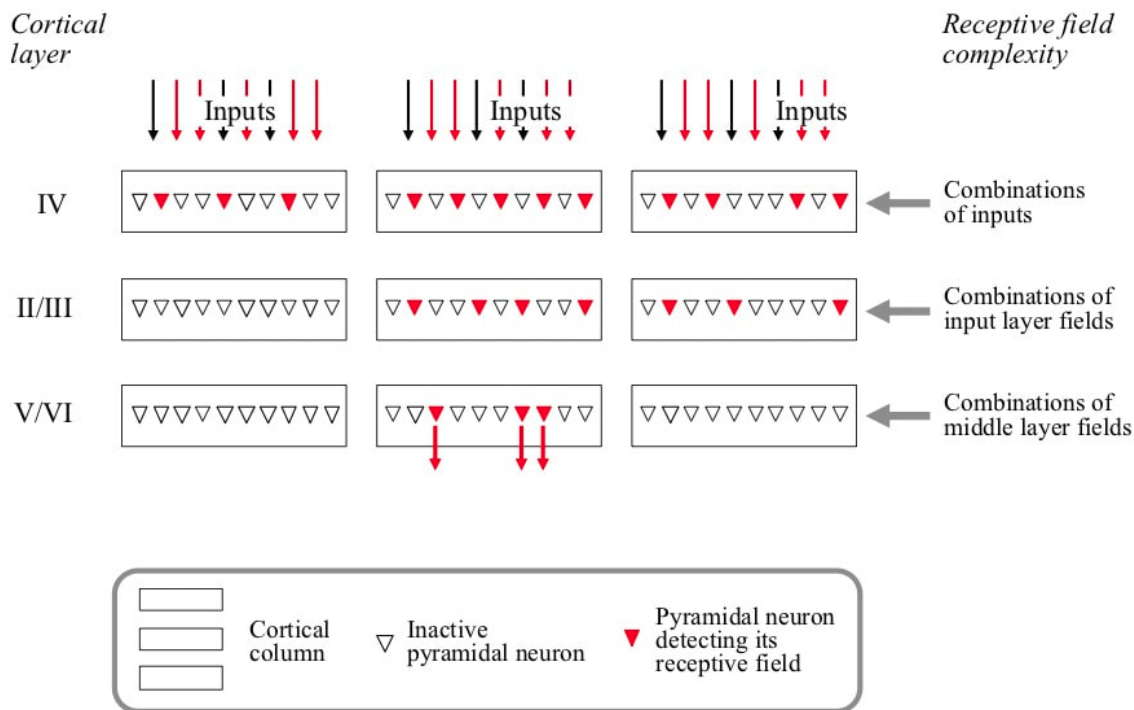 Cortical
layer
Receptive field
complexity
Inputs
Inputs
Inputs
IV
Combinations
of inputs
II/III
Combinations of
input layer fields
V/VI
Combinations of
middle layer fields
Cortical
column
Inactive
pyramidal neuron
Pyramidal neuron
detecting its
receptive field